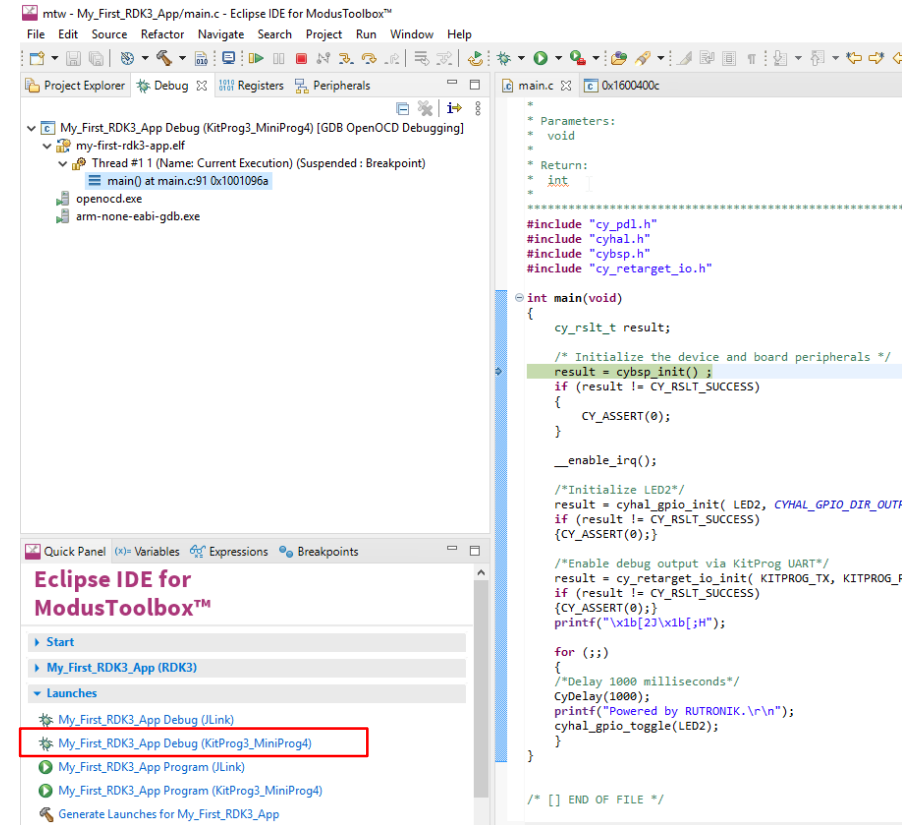 mtw - My_First_RDK3_App/main.c - Eclipse IDE for ModusToolbox™
File Edit Source Refactor Navigate Search Project Run Window Help
Project Explorer Debug Registers Peripherals
My_First_RDK3_App Debug (KitProg3_MiniProg4) [GDB OpenOCD Debugging]
my-first-rdk3-app.elf
Thread #1 1 (Name: Current Execution) (Suspended : Breakpoint)
main() at main.c:91 0x1001096a
openocd.exe
arm-none-eabi-gdb.exe
main.c 0x1600400c
*
* Parameters:
*  void
*
* Return:
*  int
*
*******************************************************
#include "cy_pdl.h"
#include "cyhal.h"
#include "cybsp.h"
#include "cy_retarget_io.h"
int main(void)
{
cy_rslt_t result;
/* Initialize the device and board peripherals */
result = cybsp_init() ;
if (result != CY_RSLT_SUCCESS)
{
CY_ASSERT(0);
}
__enable_irq();
/*Initialize LED2*/
result = cyhal_gpio_init( LED2, CYHAL_GPIO_DIR_OUTP
if (result != CY_RSLT_SUCCESS)
{CY_ASSERT(0);}
/*Enable debug output via KitProg UART*/
result = cy_retarget_io_init( KITPROG_TX, KITPROG_R
if (result != CY_RSLT_SUCCESS)
{CY_ASSERT(0);}
printf("\x1b[2J\x1b[;H");
for (;;)
{
/*Delay 1000 milliseconds*/
CyDelay(1000);
printf("Powered by RUTRONIK.\r\n");
cyhal_gpio_toggle(LED2);
}
}
/* [] END OF FILE */
Quick Panel (x)= Variables Expressions Breakpoints
Eclipse IDE for
ModusToolbox™
Start
My_First_RDK3_App (RDK3)
Launches
My_First_RDK3_App Debug (JLink)
My_First_RDK3_App Debug (KitProg3_MiniProg4)
My_First_RDK3_App Program (JLink)
My_First_RDK3_App Program (KitProg3_MiniProg4)
Generate Launches for My_First_RDK3_App